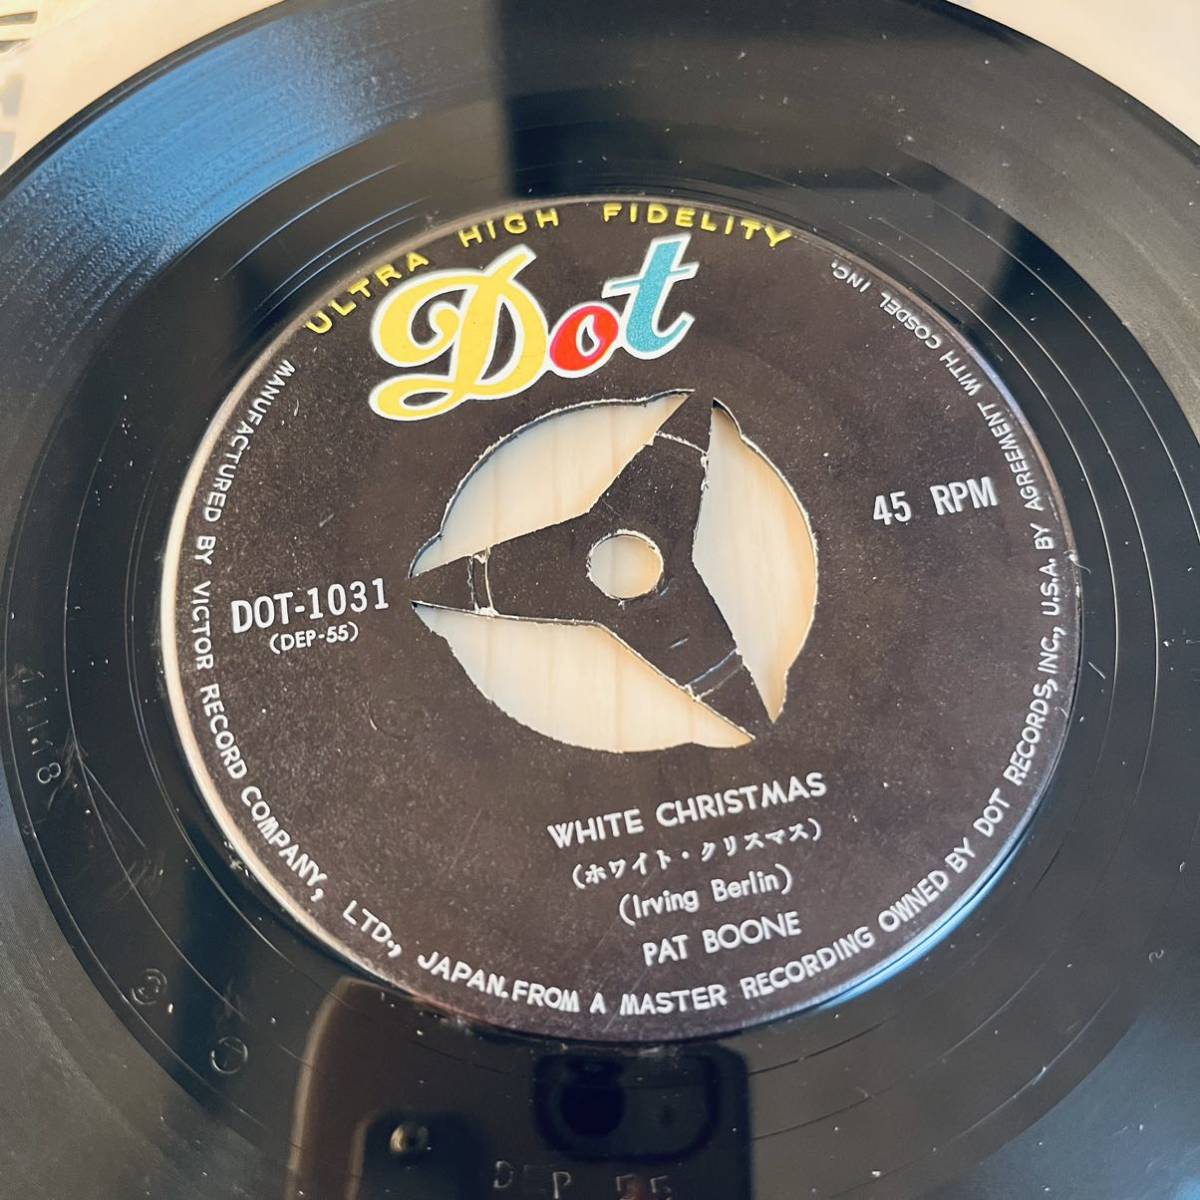 ULTRA HIGH FIDELITY
Dot
45 RPM
DOT-1031
(DEP-55)
WHITE CHRISTMAS
(ホワイト・クリスマス)
(Irving Berlin)
PAT BOONE
MANUFACTURED BY VICTOR RECORD COMPANY, LTD., JAPAN. FROM A MASTER RECORDING OWNED BY DOT RECORDS, INC., U.S.A. BY AGREEMENT WITH COSDEL INC.
DEP 55